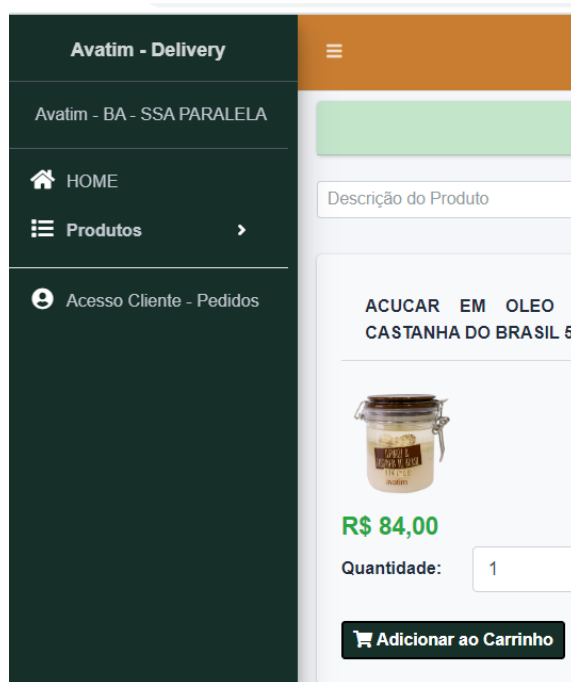 Avatim - Delivery
Avatim - BA - SSA PARALELA
HOME
Produtos
Acesso Cliente - Pedidos
Descrição do Produto
ACUCAR EM OLEO
CASTANHA DO BRASIL 5
avatim
R$ 84,00
Quantidade:
1
Adicionar ao Carrinho